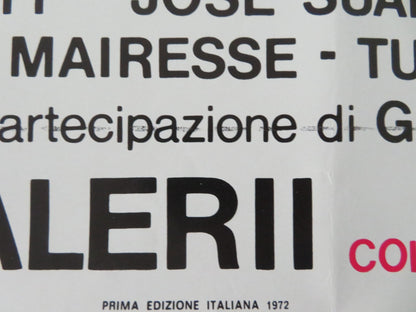 JOSE SUA
MAIRESSE - TU
artecipazione di G
ALERII CO
PRIMA EDIZIONE ITALIANA 1972